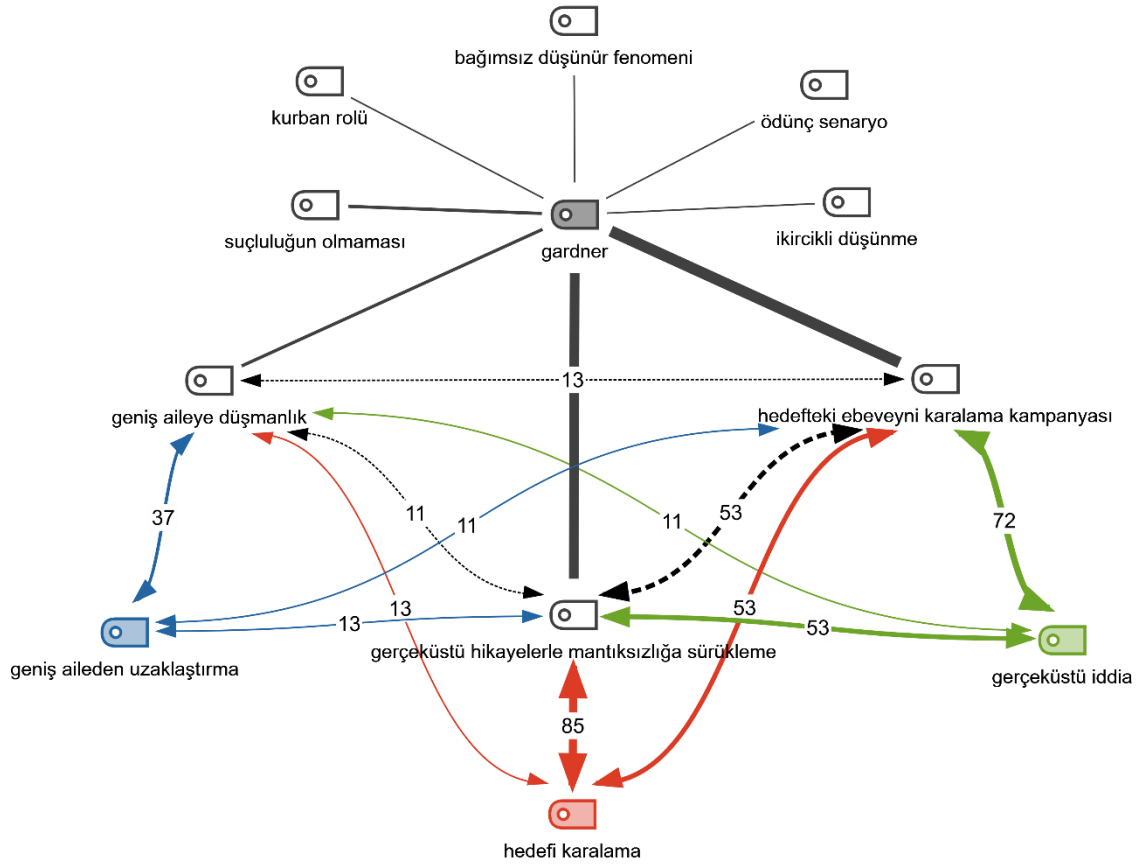 bağımsız düşünür fenomeni
kurban rolü
ödünç senaryo
suçluluğun olmaması
gardner
ikircikli düşünme
13
geniş aileye düşmanlık
hedefteki ebeveyni karalama kampanyası
37
11
11
53
11
72
13
13
53
53
geniş aileden uzaklaştırma
gerçeküstü hikayelerle mantıksızlığa sürükleme
gerçeküstü iddia
85
hedefi karalama